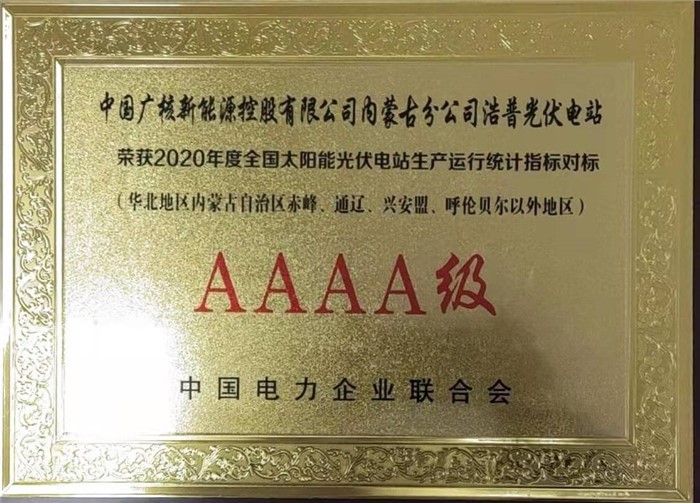 中国广核新能源控股有限公司内蒙古分公司浩普光伏电站
荣获2020年度全国太阳能光伏电站生产运行统计指标对标
（华北地区内蒙古自治区赤峰、通辽、兴安盟、呼伦贝尔以外地区）
AAAA级
中国电力企业联合会